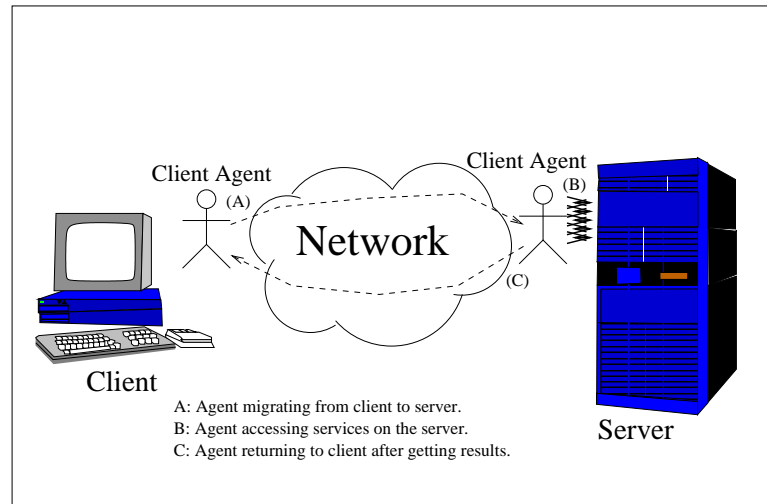 Client Agent
(B)
Client Agent
(A)
Network
(C)
Client
A: Agent migrating from client to server.
B: Agent accessing services on the server.
C: Agent returning to client after getting results.
Server